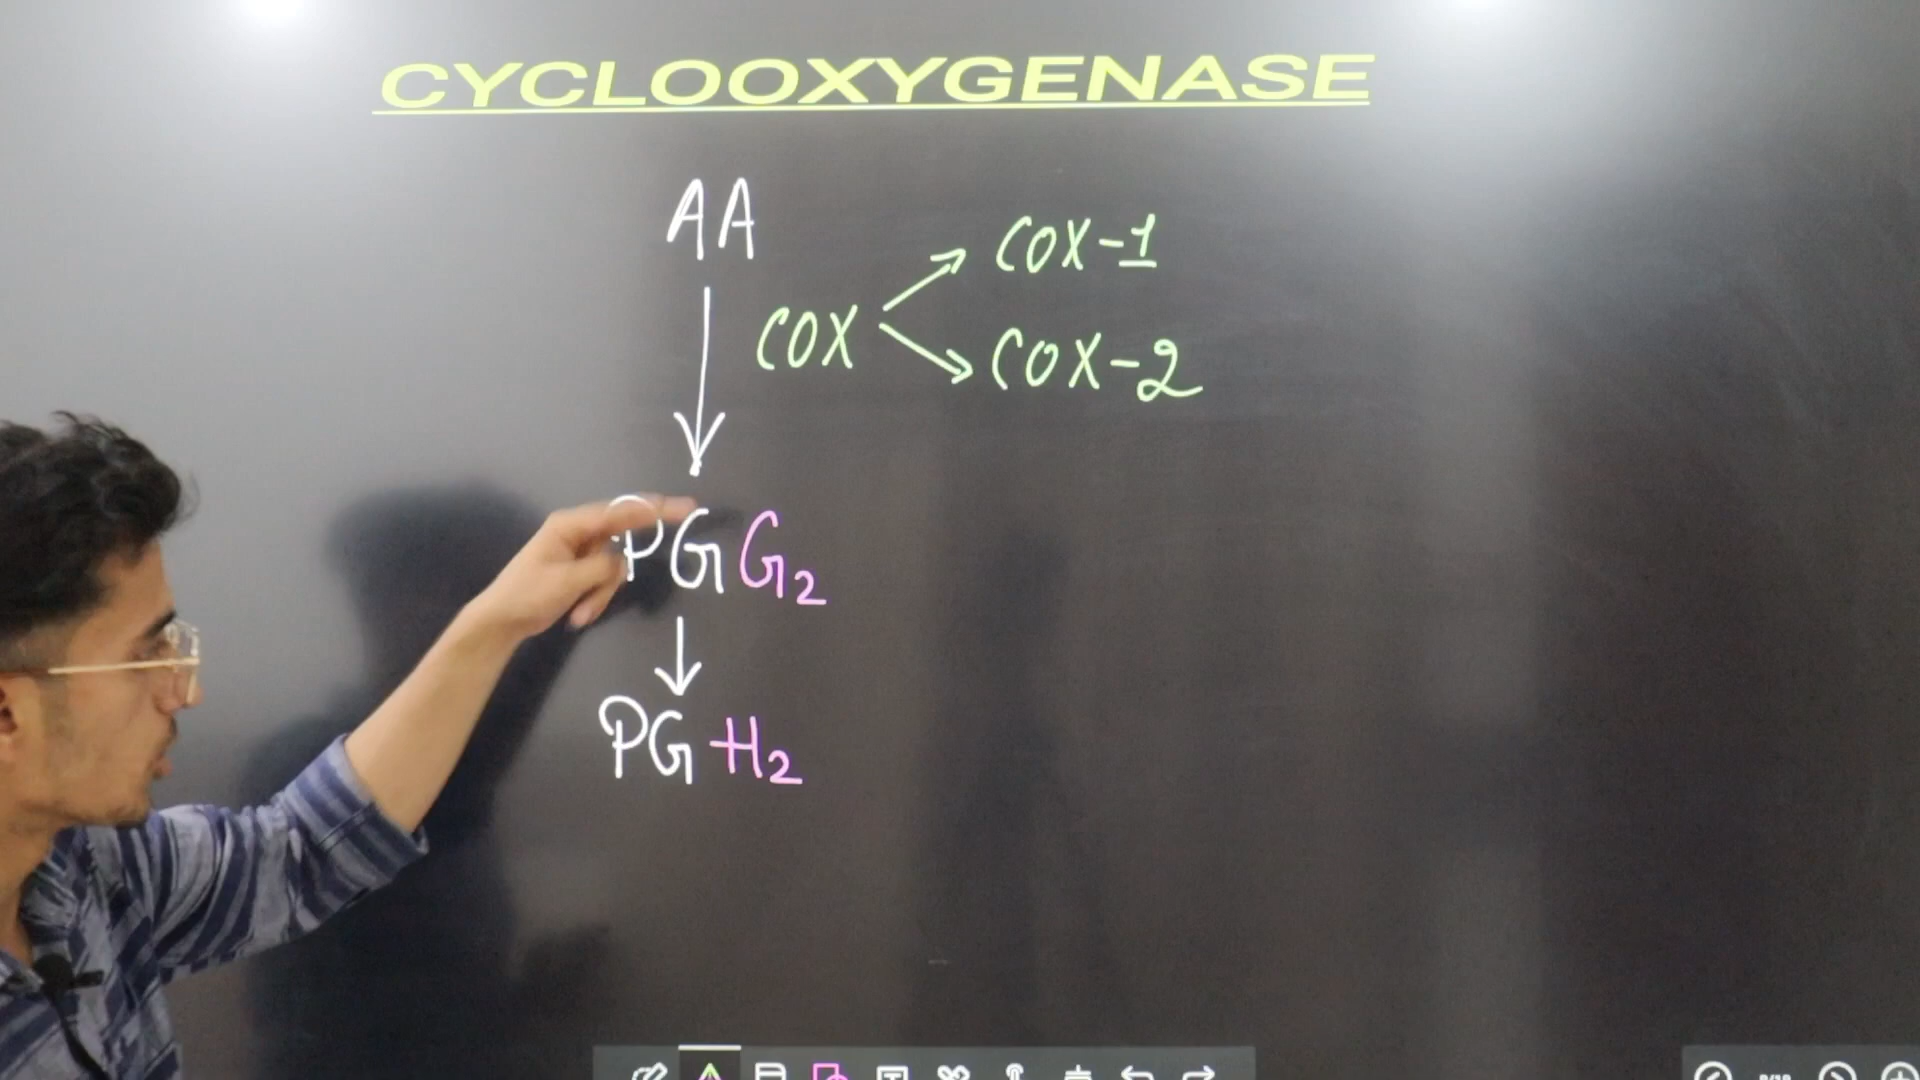 CYCLOOXYGENASE
AA
COX-1
COX
COX-2
PGG₂
PGH₂